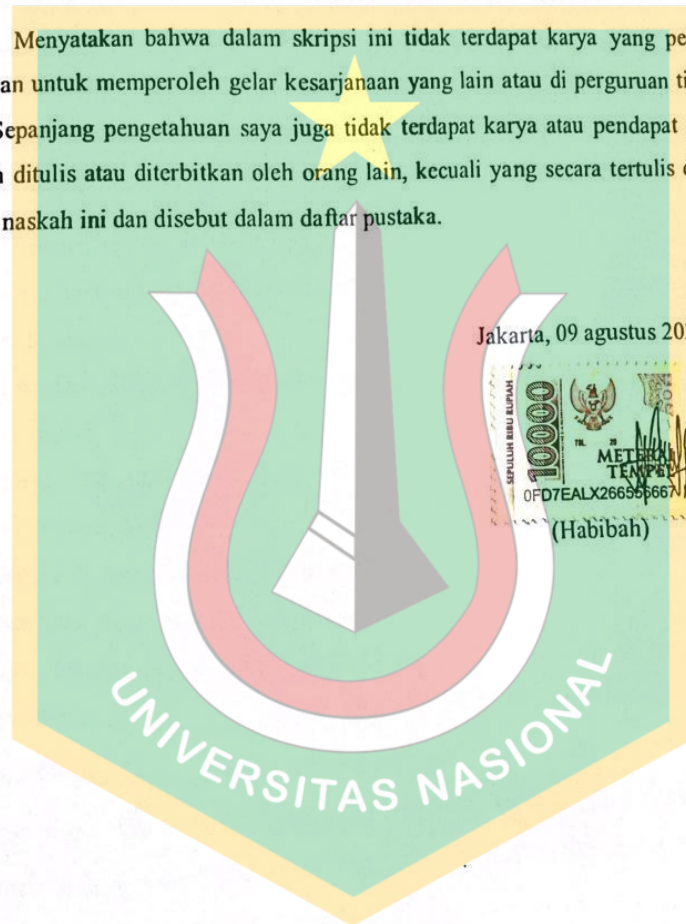 Menyatakan bahwa dalam skripsi ini tidak terdapat karya yang pe
an untuk memperoleh gelar kesarjanaan yang lain atau di perguruan ti
Sepanjang pengetahuan saya juga tidak terdapat karya atau pendapat
ditulis atau diterbitkan oleh orang lain, kecuali yang secara tertulis
naskah ini dan disebut dalam daftar pustaka.
Jakarta, 09 agustus 20
SEPULUH RIBU RUPIAH
10000
TGL. 20
METERAI
TEMPEL
0FD7EALX266556667
(Habibah)
UNIVERSITAS NASIONAL